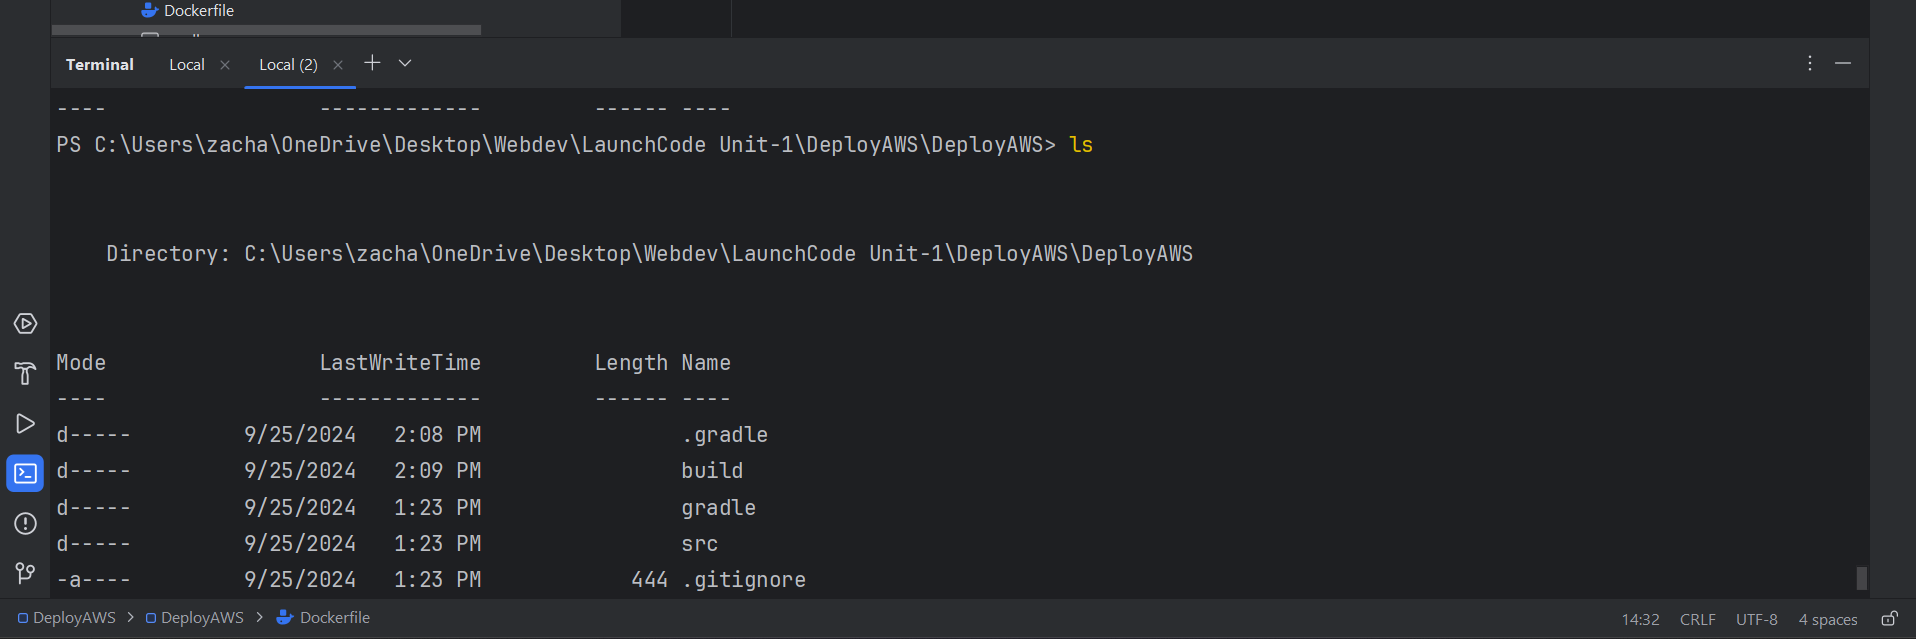 Dockerfile
Terminal Local Local (2)
---- ------------- ------ ----
PS C:\Users\zacha\OneDrive\Desktop\Webdev\LaunchCode Unit-1\DeployAWS\DeployAWS> ls
Directory: C:\Users\zacha\OneDrive\Desktop\Webdev\LaunchCode Unit-1\DeployAWS\DeployAWS
Mode LastWriteTime Length Name
---- ------------- ------ ----
d----- 9/25/2024 2:08 PM .gradle
d----- 9/25/2024 2:09 PM build
d----- 9/25/2024 1:23 PM gradle
d----- 9/25/2024 1:23 PM src
-a---- 9/25/2024 1:23 PM 444 .gitignore
DeployAWS > DeployAWS > Dockerfile 14:32 CRLF UTF-8 4 spaces